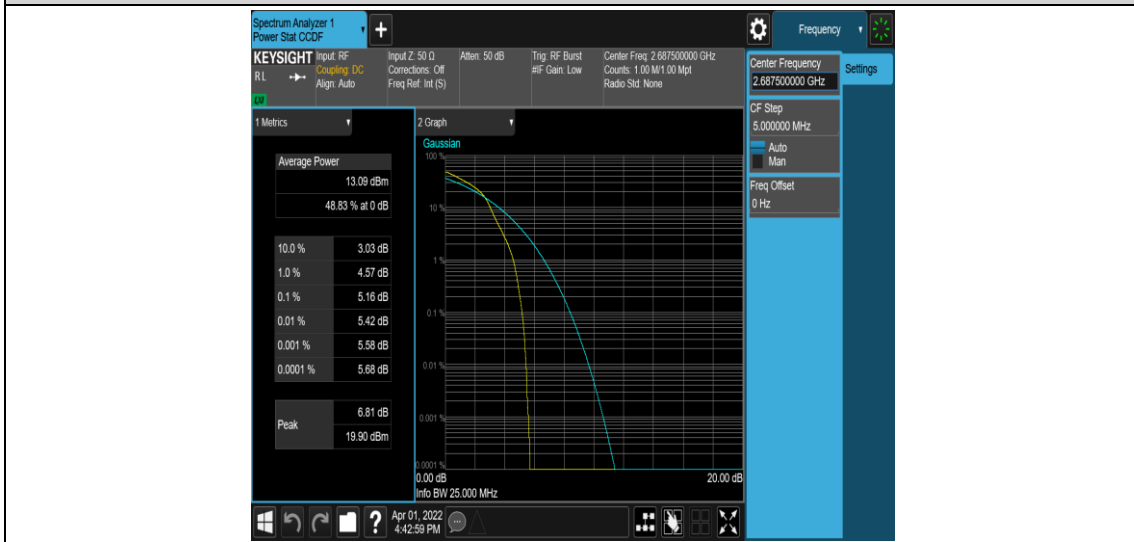 Spectrum Analyzer 1
Power Stat CCDF
+
Frequency
KEYSIGHT
RL
LXI
Input: RF
Coupling: DC
Align: Auto
Input Z: 50 Ω
Corrections: Off
Freq Ref: Int (S)
Atten: 50 dB
Trig: RF Burst
#IF Gain: Low
Center Freq: 2.687500000 GHz
Counts: 1.00 M/1.00 Mpt
Radio Std: None
Center Frequency
2.687500000 GHz
Settings
CF Step
5.000000 MHz
Auto
Man
Freq Offset
0 Hz
1 Metrics
Average Power
13.09 dBm
48.83 % at 0 dB
10.0 % 3.03 dB
1.0 % 4.57 dB
0.1 % 5.16 dB
0.01 % 5.42 dB
0.001 % 5.58 dB
0.0001 % 5.68 dB
Peak
6.81 dB
19.90 dBm
2 Graph
Gaussian
100 %
10 %
1 %
0.1 %
0.01 %
0.001 %
0.0001 %
0.00 dB 20.00 dB
Info BW 25.000 MHz
?
Apr 01, 2022
4:42:59 PM